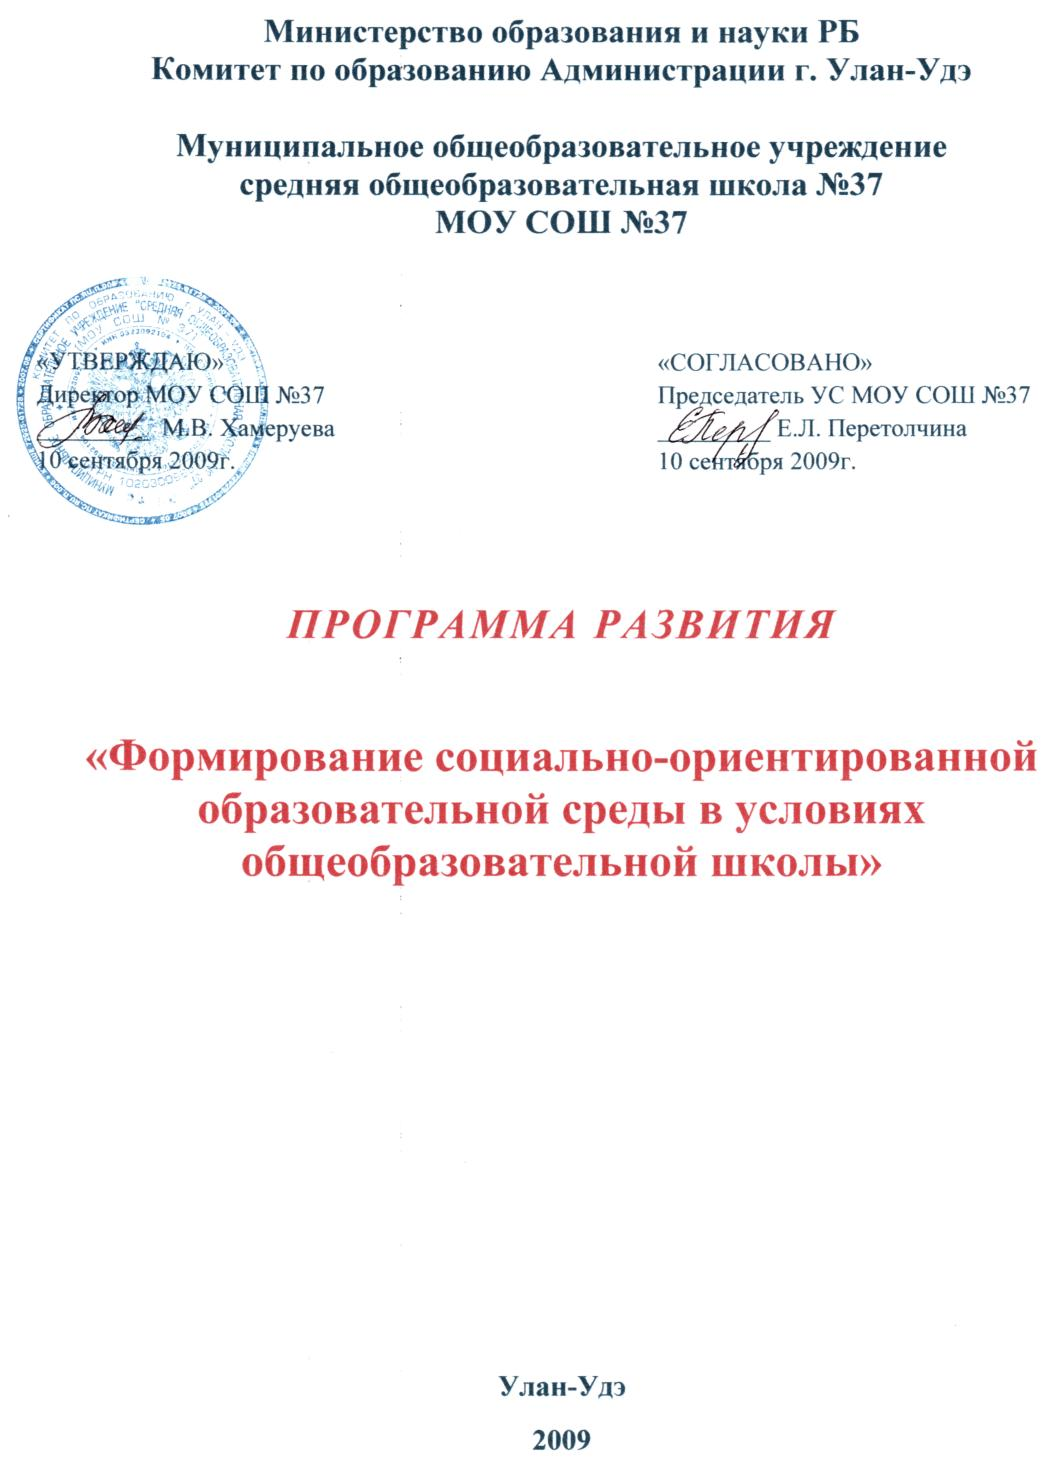 Министерство образования и науки РБ
Комитет по образованию Администрации г. Улан-Удэ
Муниципальное общеобразовательное учреждение
средняя общеобразовательная школа №37
МОУ СОШ №37
«УТВЕРЖДАЮ»
Директор МОУ СОШ №37
М.В. Хамеруева
10 сентября 2009г.
«СОГЛАСОВАНО»
Председатель УС МОУ СОШ №37
Е.Л. Перетолчина
10 сентября 2009г.
ПРОГРАММА РАЗВИТИЯ
«Формирование социально-ориентированной
образовательной среды в условиях
общеобразовательной школы»
Улан-Удэ
2009